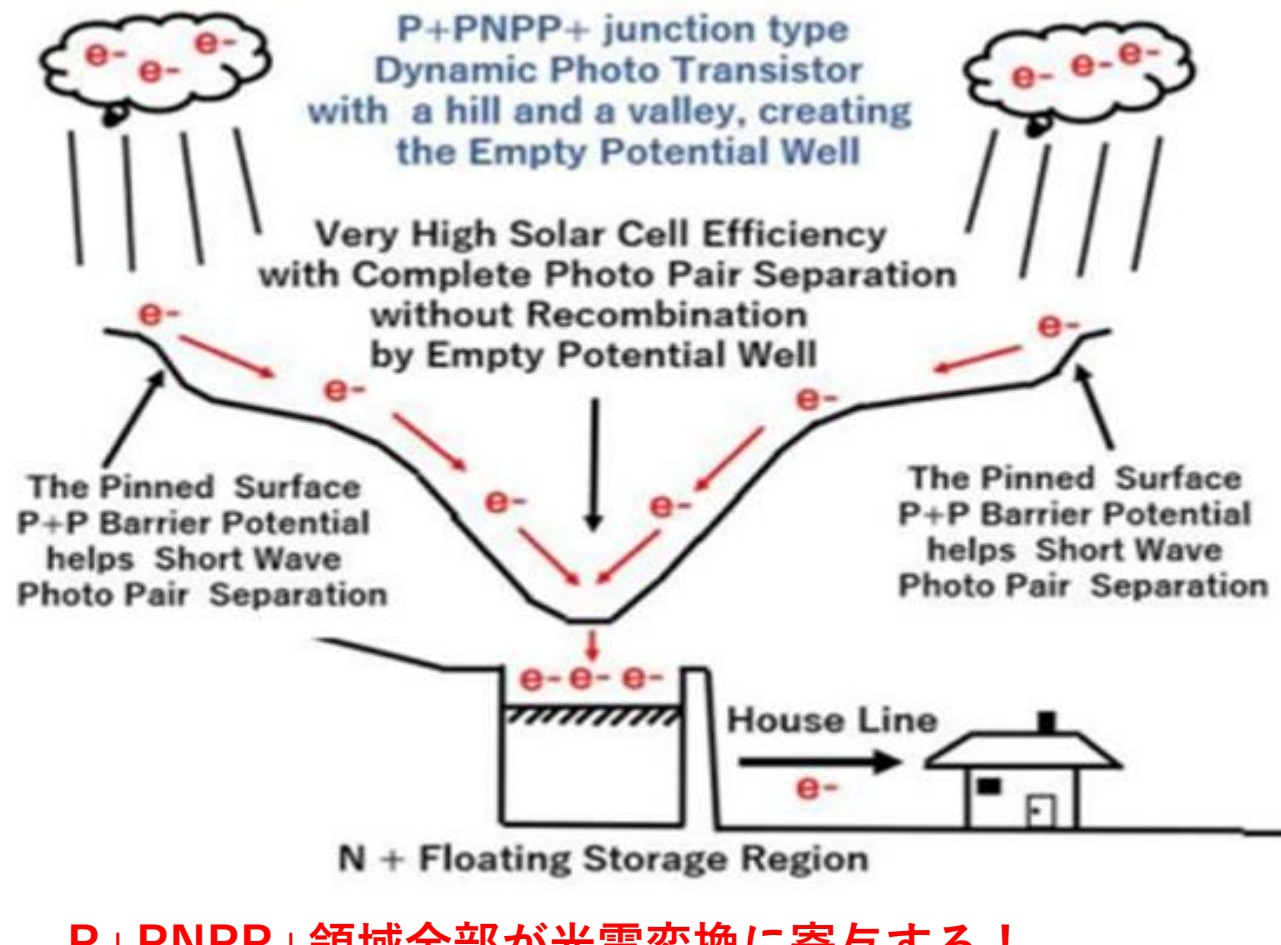 e- e- e-
P+PNPP+ junction type
Dynamic Photo Transistor
with a hill and a valley, creating
the Empty Potential Well
e- e- e-
Very High Solar Cell Efficiency
with Complete Photo Pair Separation
without Recombination
by Empty Potential Well
e-
e-
e-
e-
e-
e-
The Pinned Surface
P+P Barrier Potential
helps Short Wave
Photo Pair Separation
The Pinned Surface
P+P Barrier Potential
helps Short Wave
Photo Pair Separation
e- e- e-
House Line
e-
N + Floating Storage Region
P+PNPP+領域全部が光電変換に寄与する！